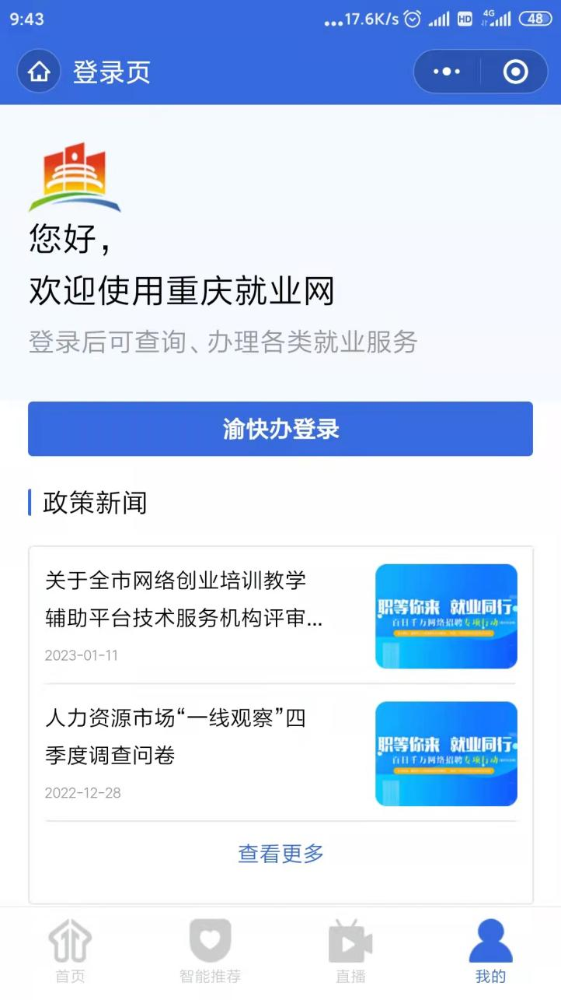 9:43
...17.6K/s HD 4G 48
登录页
您好，
欢迎使用重庆就业网
登录后可查询、办理各类就业服务
渝快办登录
政策新闻
关于全市网络创业培训教学
辅助平台技术服务机构评审...
2023-01-11
职等你来 就业同行
百日千万网络招聘专项行动
人力资源市场“一线观察”四
季度调查问卷
2022-12-28
职等你来 就业同行
百日千万网络招聘专项行动
查看更多
首页
智能推荐
直播
我的